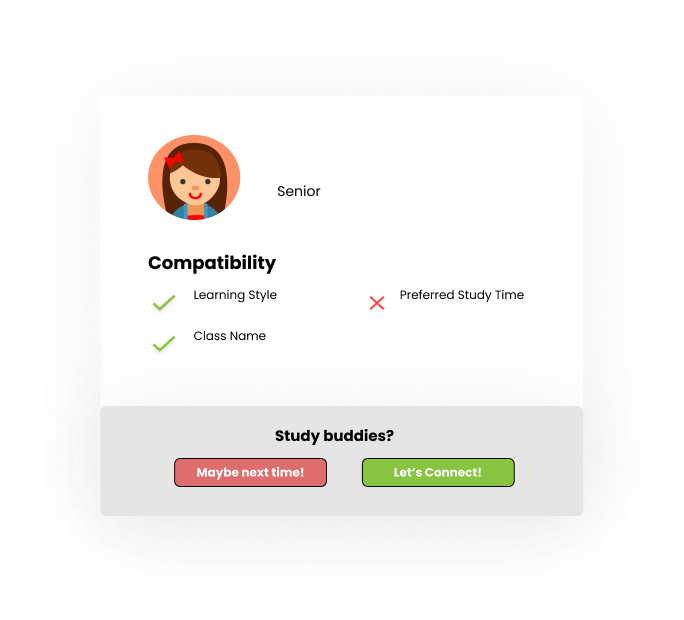 Senior
Compatibility
Learning Style
Preferred Study Time
Class Name
Study buddies?
Maybe next time!
Let’s Connect!